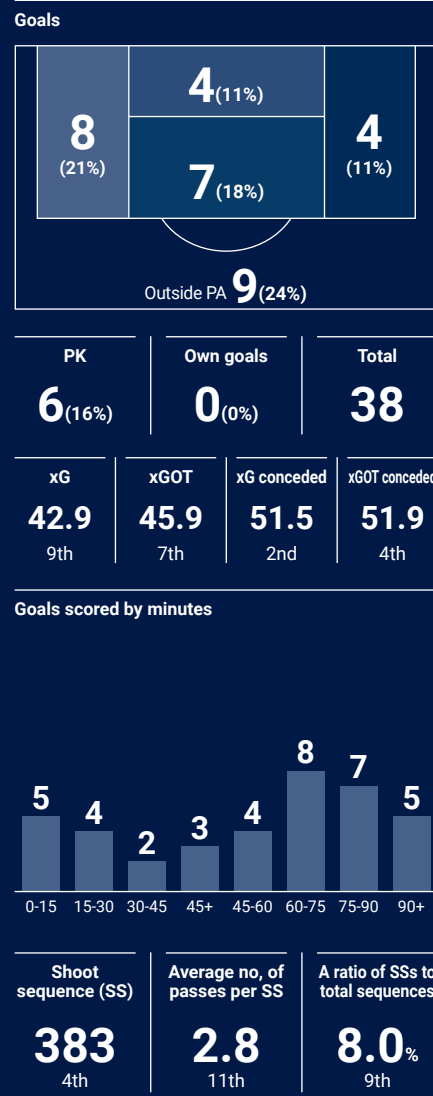 Goals
4(11%)
8
(21%)
4
(11%)
7(18%)
Outside PA 9(24%)
PK
6(16%)
Own goals
0(0%)
Total
38
xG
42.9
9th
xGOT
45.9
7th
xG conceded
51.5
2nd
xGOT conceded
51.9
4th
Goals scored by minutes
5
4
2
3
4
8
7
5
0-15 15-30 30-45 45+ 45-60 60-75 75-90 90+
Shoot
sequence (SS)
383
4th
Average no, of
passes per SS
2.8
11th
A ratio of SSs to
total sequences
8.0%
9th